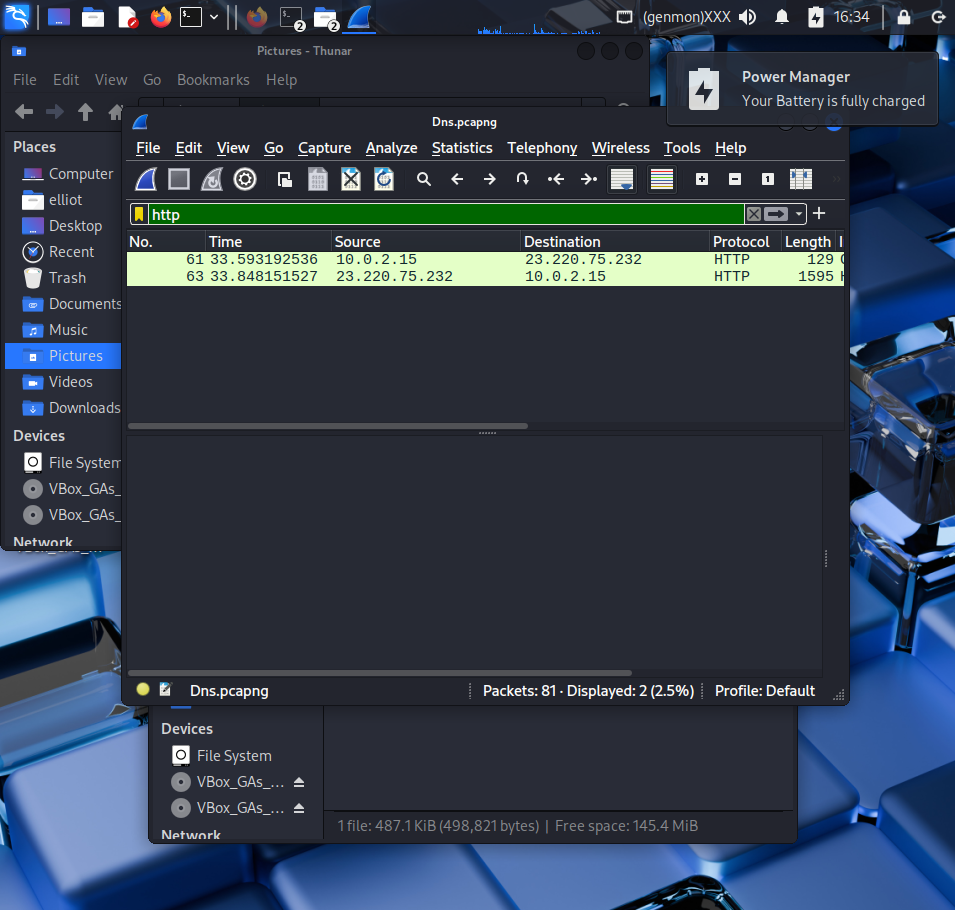 2
2
(genmon)XXX
16:34
Pictures - Thunar
File Edit View Go Bookmarks Help
Power Manager
Your Battery is fully charged
Places
Computer
elliot
Desktop
Recent
Trash
Documents
Music
Pictures
Videos
Downloads
Devices
File System
VBox_GAs_
VBox_GAs_
Network
Dns.pcapng
File Edit View Go Capture Analyze Statistics Telephony Wireless Tools Help
http
No. Time Source Destination Protocol Length
61 33.593192536 10.0.2.15 23.220.75.232 HTTP 129
63 33.848151527 23.220.75.232 10.0.2.15 HTTP 1595
Dns.pcapng Packets: 81 · Displayed: 2 (2.5%) Profile: Default
Devices
File System
VBox_GAs_...
VBox_GAs_...
Network
1 file: 487.1 KiB (498,821 bytes) | Free space: 145.4 MiB